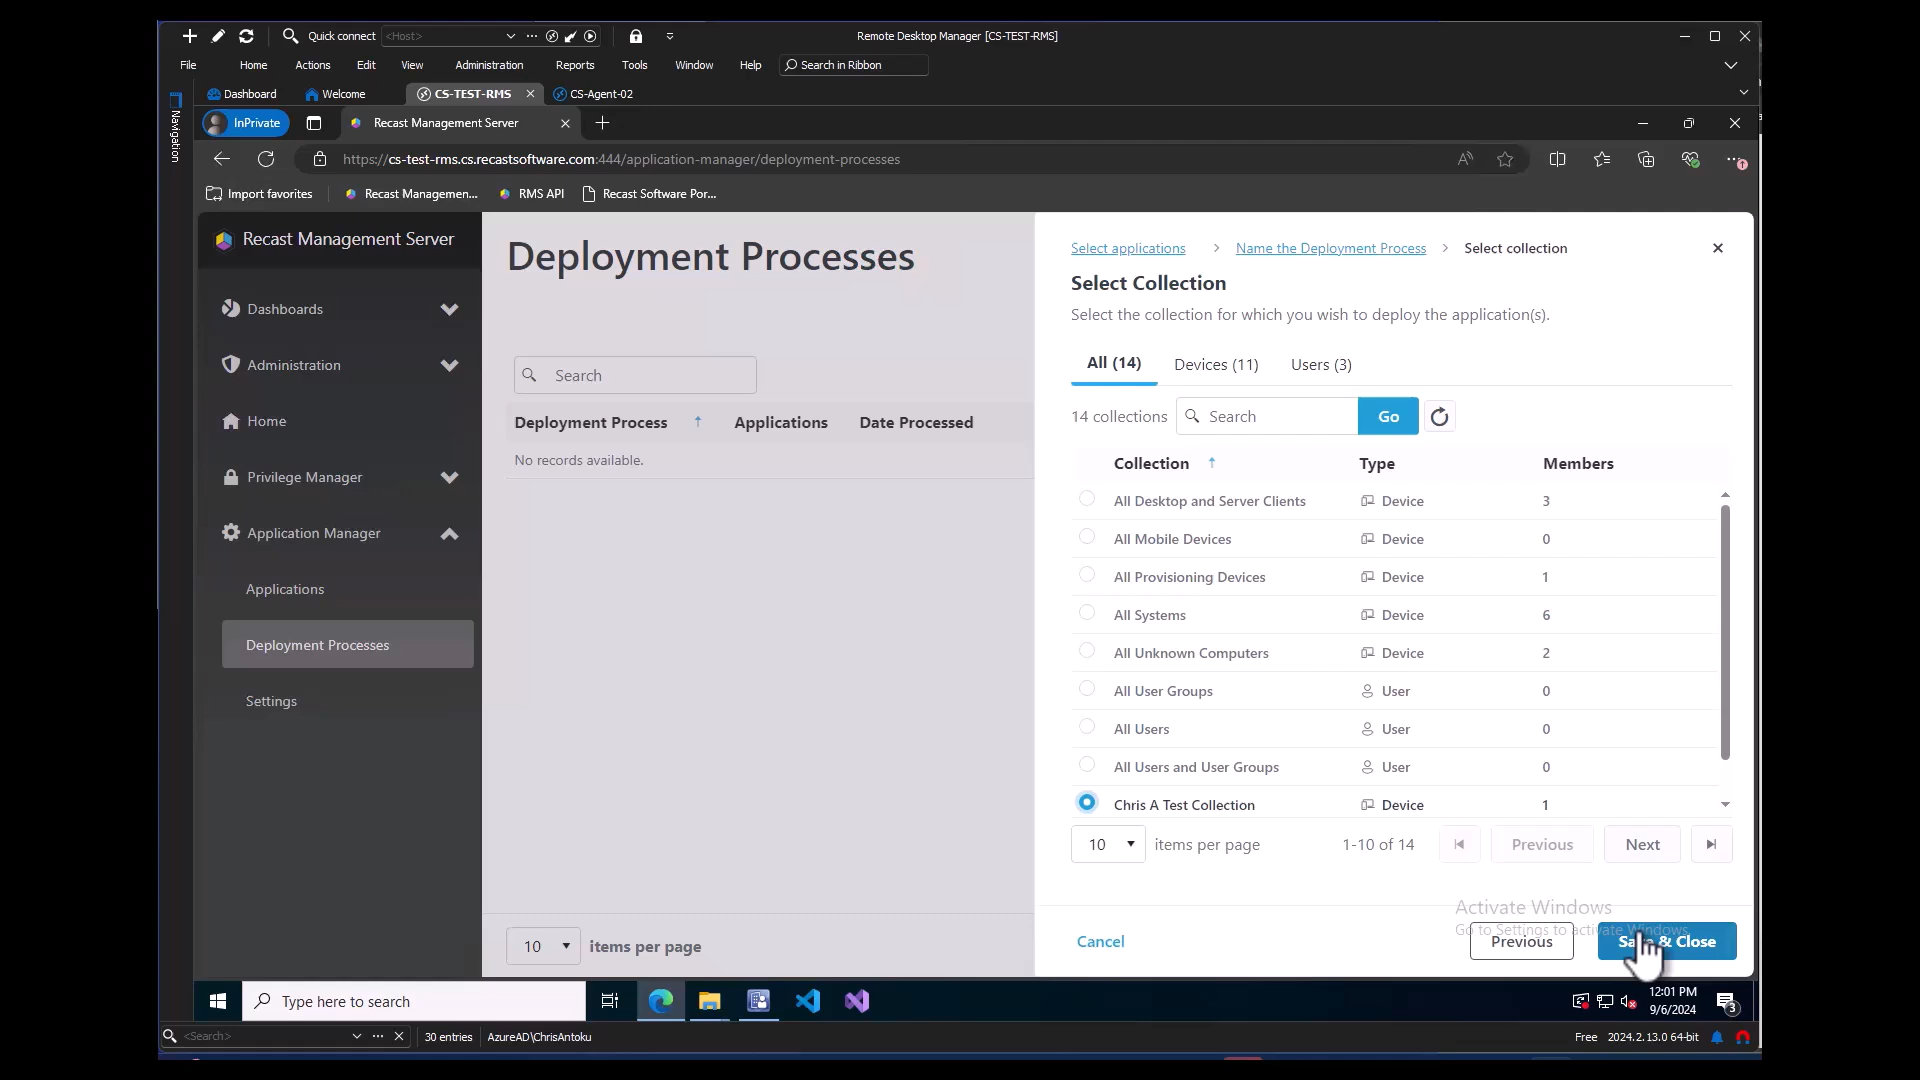 Quick connect <Host>
Remote Desktop Manager [CS-TEST-RMS]
File Home Actions Edit View Administration Reports Tools Window Help Search in Ribbon
Dashboard Welcome CS-TEST-RMS CS-Agent-02
Navigation
InPrivate Recast Management Server
https://cs-test-rms.cs.recastsoftware.com:444/application-manager/deployment-processes
Import favorites Recast Managemen... RMS API Recast Software Por...
Recast Management Server
Dashboards
Administration
Home
Privilege Manager
Application Manager
Applications
Deployment Processes
Settings
Deployment Processes
Search
Deployment Process Applications Date Processed
No records available.
10 items per page
Select applications > Name the Deployment Process > Select collection
Select Collection
Select the collection for which you wish to deploy the application(s).
All (14) Devices (11) Users (3)
14 collections Search Go
Collection Type Members
All Desktop and Server Clients Device 3
All Mobile Devices Device 0
All Provisioning Devices Device 1
All Systems Device 6
All Unknown Computers Device 2
All User Groups User 0
All Users User 0
All Users and User Groups User 0
Chris A Test Collection Device 1
10 items per page 1-10 of 14 Previous Next
Activate Windows
Go to Settings to activate Windows.
Cancel Previous Save & Close
Type here to search
12:01 PM
9/6/2024
3
<Search> 30 entries AzureAD\ChrisAntoku Free 2024.2.13.0 64-bit